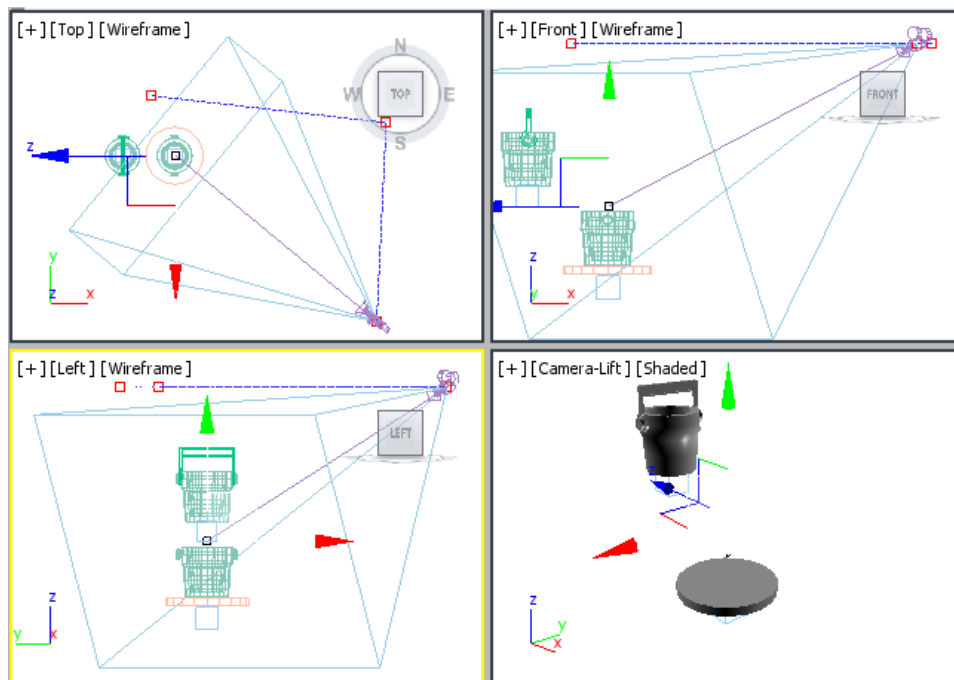 [+] [Top] [Wireframe]
N
W
TOP
E
S
z
y
z
x
[+] [Front] [Wireframe]
FRONT
z
y
x
[+] [Left] [Wireframe]
LEFT
z
y
x
[+] [Camera-Lift] [Shaded]
z
z
y
x